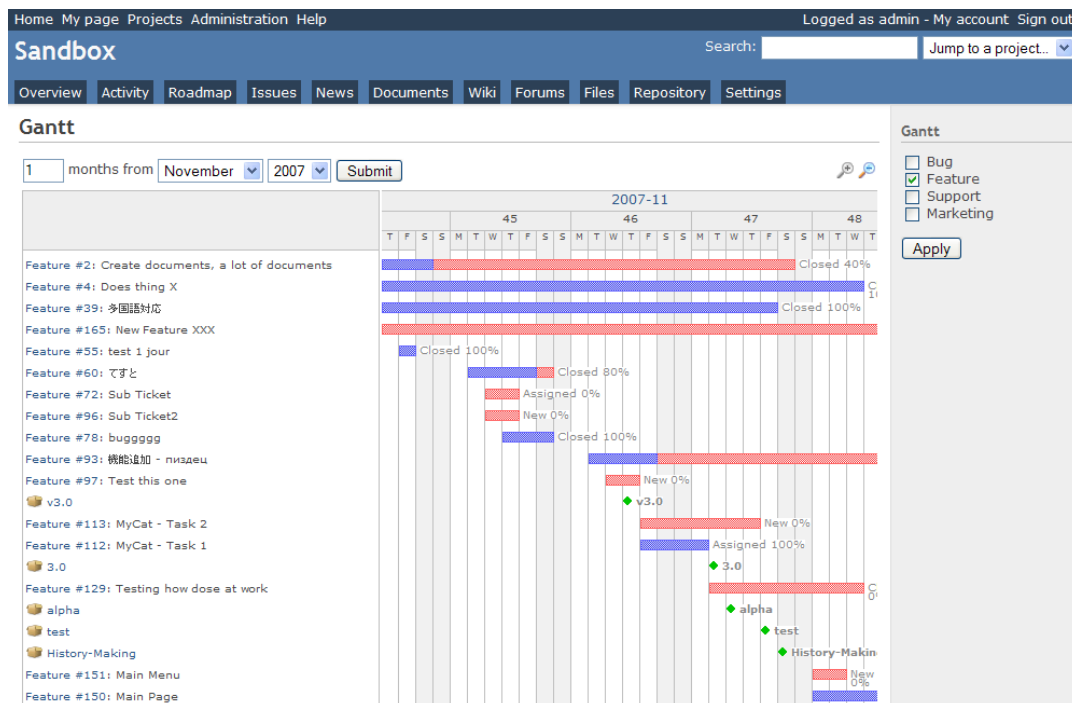 Home My page Projects Administration Help Logged as admin - My account Sign out
Sandbox Search: Jump to a project...
Overview Activity Roadmap Issues News Documents Wiki Forums Files Repository Settings
Gantt
1 months from November 2007 Submit
2007-11
45 46 47 48
T F S S M T W T F S S M T W T F S S M T W T F S S M T W T
Feature #2: Create documents, a lot of documents Closed 40%
Feature #4: Does thing X
Feature #39: 多国語対応 Closed 100%
Feature #165: New Feature XXX
Feature #55: test 1 jour Closed 100%
Feature #60: てすと Closed 80%
Feature #72: Sub Ticket Assigned 0%
Feature #96: Sub Ticket2 New 0%
Feature #78: buggggg Closed 100%
Feature #93: 機能追加 - пиздец
Feature #97: Test this one New 0%
v3.0 v3.0
Feature #113: MyCat - Task 2 New 0%
Feature #112: MyCat - Task 1 Assigned 100%
3.0 3.0
Feature #129: Testing how dose at work
0%
alpha alpha
test test
History-Making History-Makin
Feature #151: Main Menu New
0%
Feature #150: Main Page
Gantt
Bug
Feature
Support
Marketing
Apply